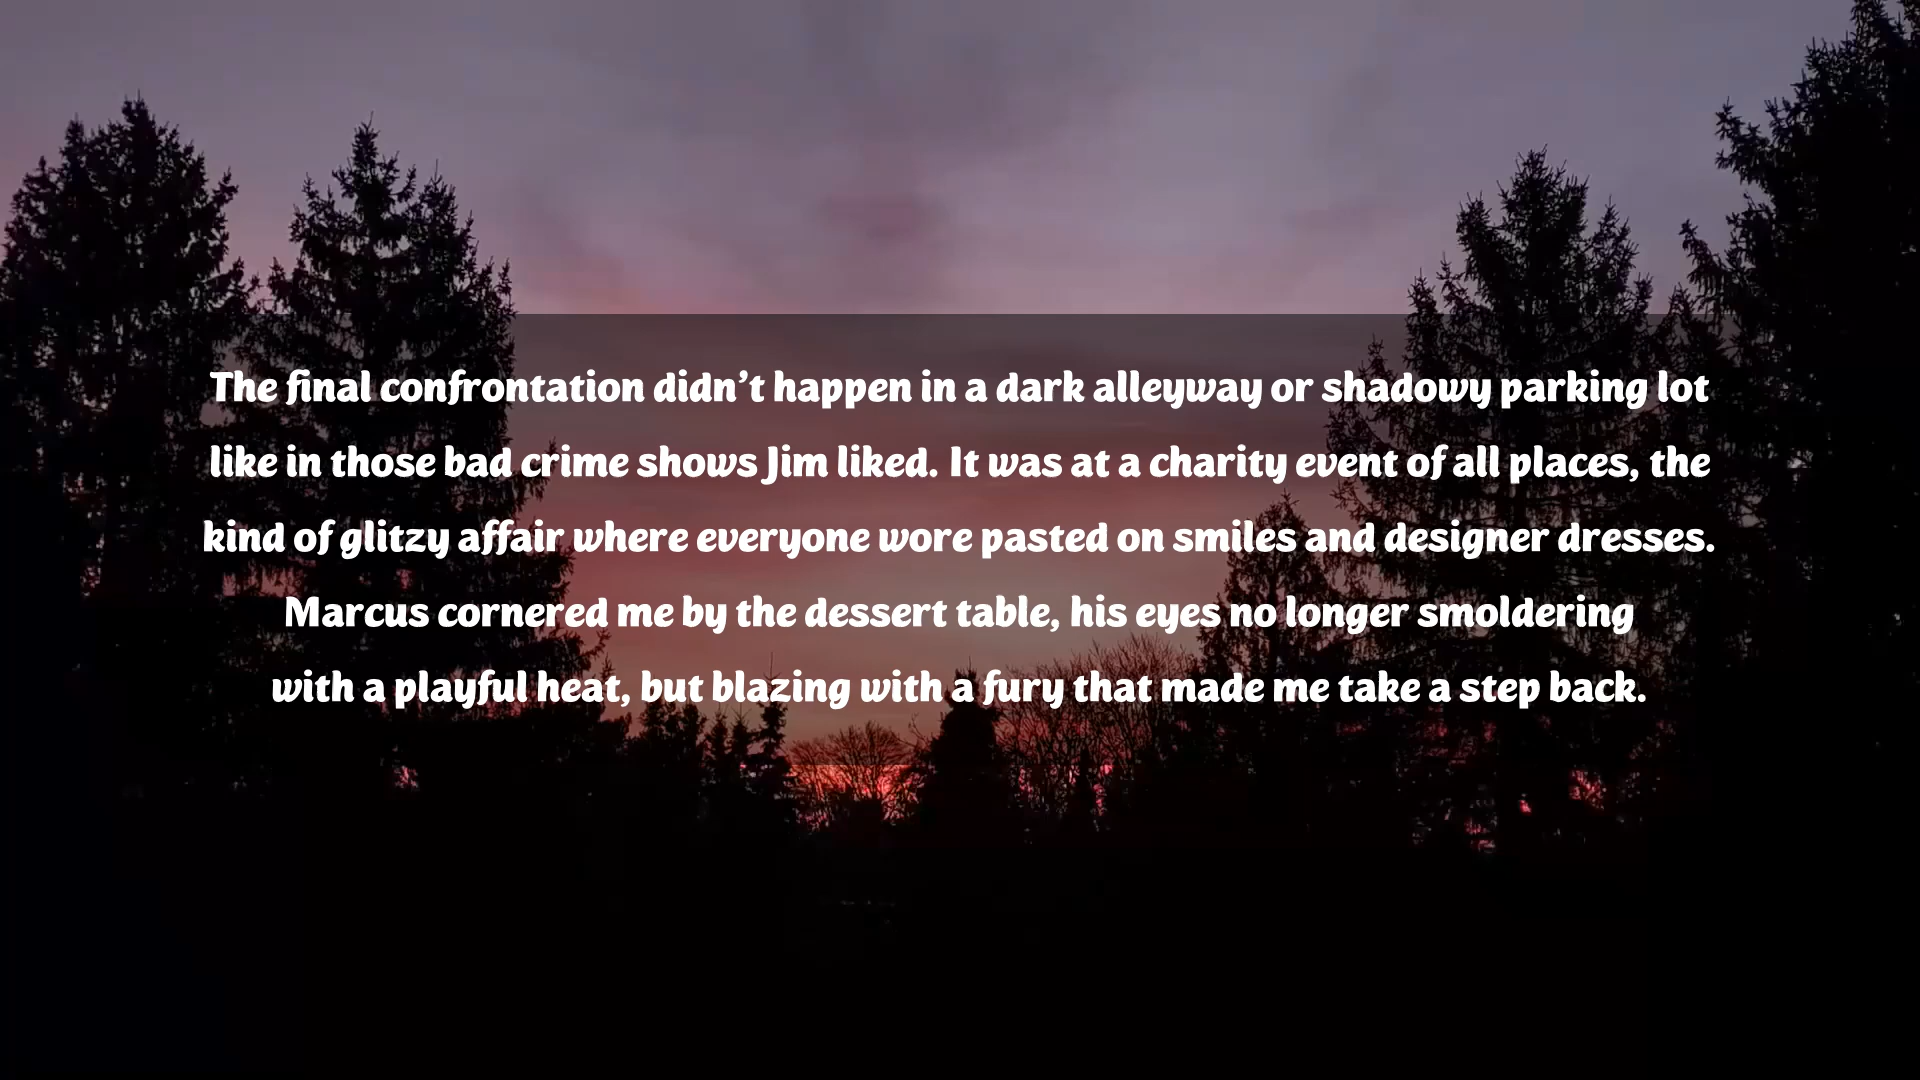 The final confrontation didn’t happen in a dark alleyway or shadowy parking lot
like in those bad crime shows Jim liked. It was at a charity event of all places, the
kind of glitzy affair where everyone wore pasted on smiles and designer dresses.
Marcus cornered me by the dessert table, his eyes no longer smoldering
with a playful heat, but blazing with a fury that made me take a step back.